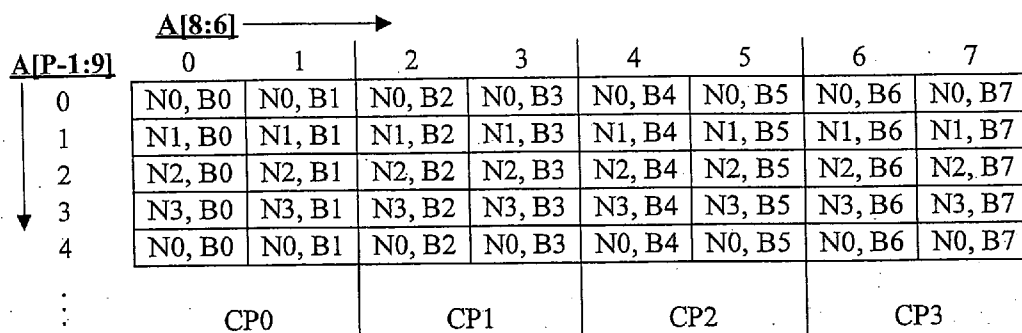 A[8:6]
A[P-1:9] 0 1 2 3 4 5 6 7
0 N0, B0 N0, B1 N0, B2 N0, B3 N0, B4 N0, B5 N0, B6 N0, B7
1 N1, B0 N1, B1 N1, B2 N1, B3 N1, B4 N1, B5 N1, B6 N1, B7
2 N2, B0 N2, B1 N2, B2 N2, B3 N2, B4 N2, B5 N2, B6 N2, B7
3 N3, B0 N3, B1 N3, B2 N3, B3 N3, B4 N3, B5 N3, B6 N3, B7
4 N0, B0 N0, B1 N0, B2 N0, B3 N0, B4 N0, B5 N0, B6 N0, B7
⋮ CP0 CP1 CP2 CP3